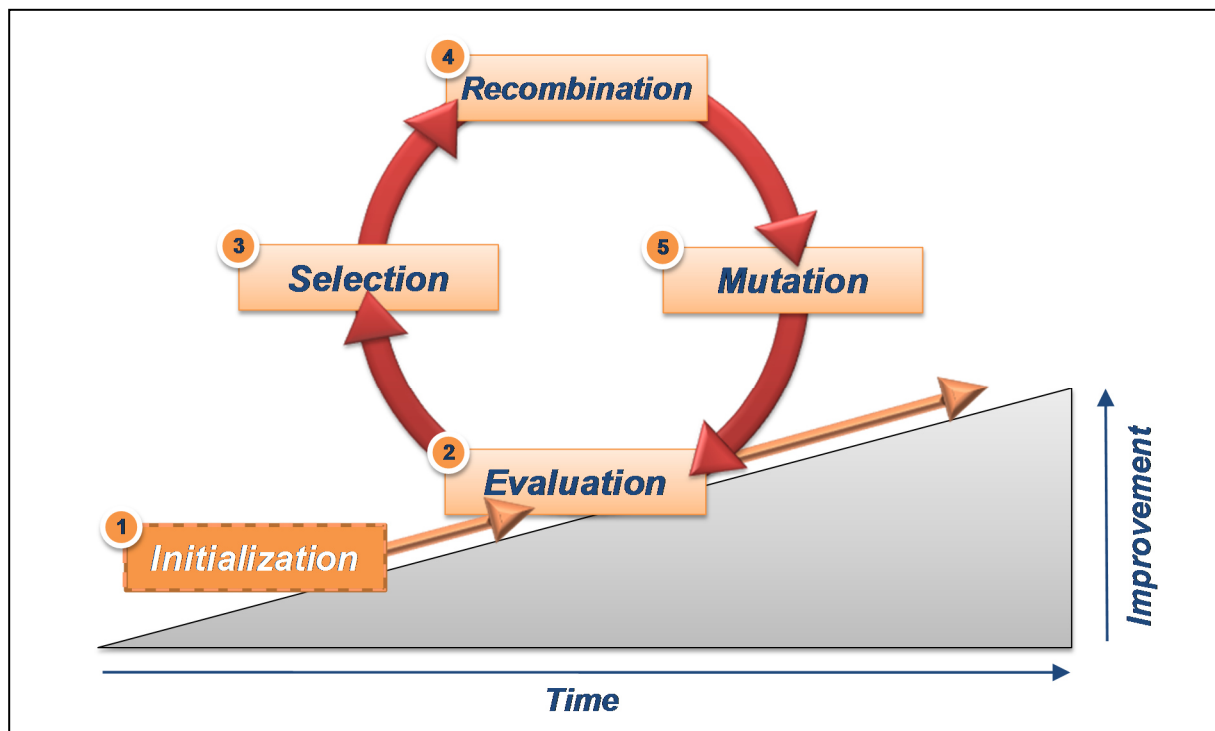 4
Recombination
3
Selection
5
Mutation
2
Evaluation
1
Initialization
Improvement
Time